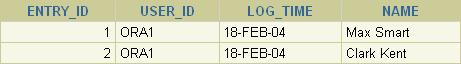 ENTRY_ID USER_ID LOG_TIME NAME
1 ORA1 18-FEB-04 Max Smart
2 ORA1 18-FEB-04 Clark Kent